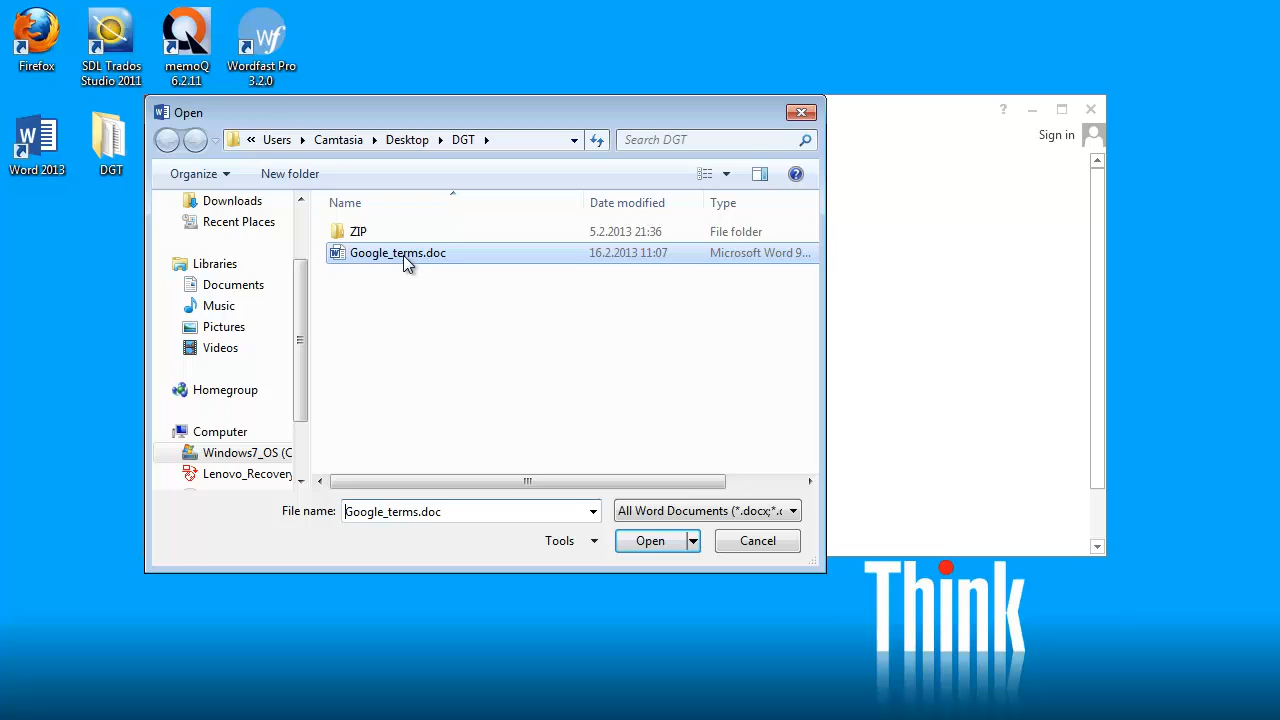 Firefox
SDL Trados
Studio 2011
memoQ
6.2.11
Wordfast Pro
3.2.0
Word 2013
DGT
Open
« Users Camtasia Desktop DGT
Search DGT
Organize
New folder
Sign in
Downloads
Recent Places
Libraries
Documents
Music
Pictures
Videos
Homegroup
Computer
Windows7_OS (C
Lenovo_Recovery
Name Date modified Type
ZIP 5.2.2013 21:36 File folder
Google_terms.doc 16.2.2013 11:07 Microsoft Word 9...
File name: Google_terms.doc
All Word Documents (*.docx;*.c
Tools
Open
Cancel
Think